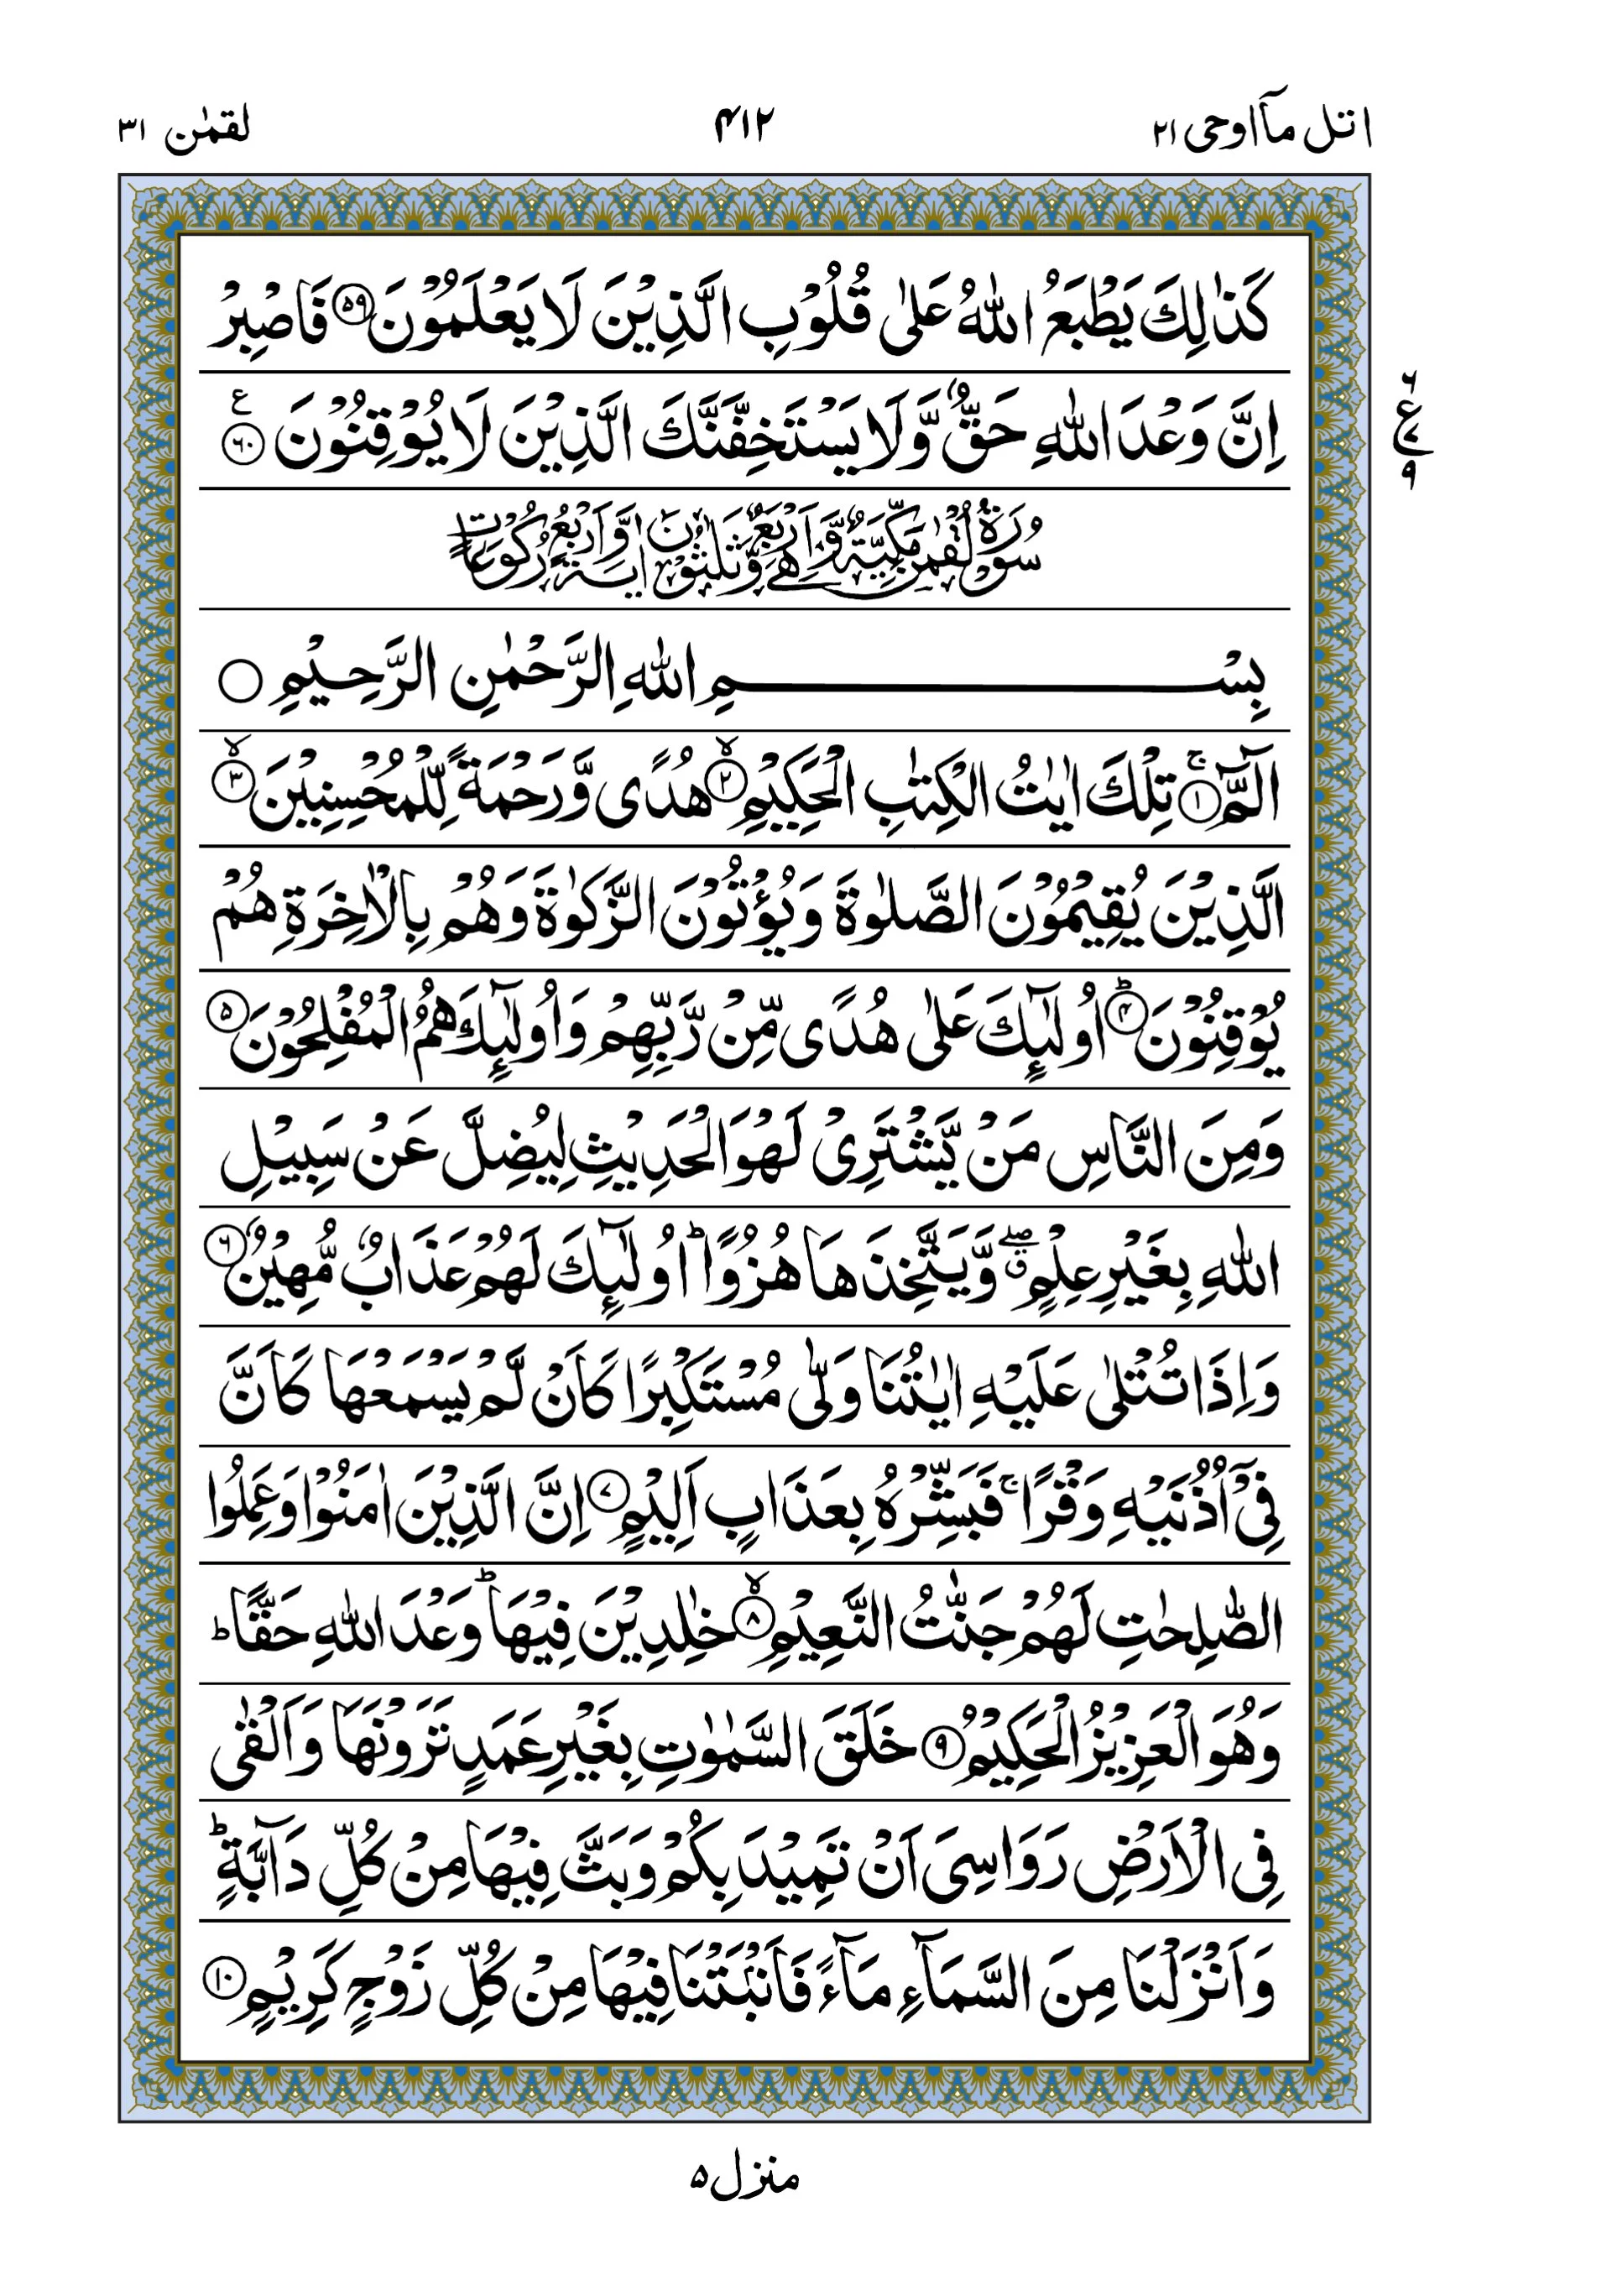 اتل مآاوحی ۲۱
۴۱۲
لقمٰن ۳۱
كَذٰلِكَ يَطْبَعُ اللّٰهُ عَلٰى قُلُوْبِ الَّذِيْنَ لَا يَعْلَمُوْنَ ۝۵۹ فَاصْبِرْ
اِنَّ وَعْدَ اللّٰهِ حَقٌّ وَّلَا يَسْتَخِفَّنَّكَ الَّذِيْنَ لَا يُوْقِنُوْنَ ۝۶۰ ع
۶
ع
۹
سُوْرَةُ لُقْمٰنَ مَكِّيَّةٌ وَّهِيَ اَرْبَعٌ وَّثَلٰثُوْنَ اٰيَةً وَّاَرْبَعُ رُكُوْعَاتٍ
بِسْمِ اللّٰهِ الرَّحْمٰنِ الرَّحِيْمِ ۝
الٓمّٓ ۝۱ۚ تِلْكَ اٰيٰتُ الْكِتٰبِ الْحَكِيْمِ ۝۲ۙ هُدًى وَّرَحْمَةً لِّلْمُحْسِنِيْنَ ۝۳ۙ
الَّذِيْنَ يُقِيْمُوْنَ الصَّلٰوةَ وَيُؤْتُوْنَ الزَّكٰوةَ وَهُمْ بِالْاٰخِرَةِ هُمْ
يُوْقِنُوْنَ ۝۴ؕ اُولٰٓئِكَ عَلٰى هُدًى مِّنْ رَّبِّهِمْ وَاُولٰٓئِكَ هُمُ الْمُفْلِحُوْنَ ۝۵
وَمِنَ النَّاسِ مَنْ يَّشْتَرِيْ لَهْوَ الْحَدِيْثِ لِيُضِلَّ عَنْ سَبِيْلِ
اللّٰهِ بِغَيْرِ عِلْمٍ ۖۗ وَّيَتَّخِذَهَا هُزُوًا ؕ اُولٰٓئِكَ لَهُمْ عَذَابٌ مُّهِيْنٌ ۝۶
وَاِذَا تُتْلٰى عَلَيْهِ اٰيٰتُنَا وَلّٰى مُسْتَكْبِرًا كَاَنْ لَّمْ يَسْمَعْهَا كَاَنَّ
فِيْٓ اُذُنَيْهِ وَقْرًا ۚ فَبَشِّرْهُ بِعَذَابٍ اَلِيْمٍ ۝۷ اِنَّ الَّذِيْنَ اٰمَنُوْا وَعَمِلُوا
الصّٰلِحٰتِ لَهُمْ جَنّٰتُ النَّعِيْمِ ۝۸ۙ خٰلِدِيْنَ فِيْهَا ؕ وَعْدَ اللّٰهِ حَقًّا ؕ
وَهُوَ الْعَزِيْزُ الْحَكِيْمُ ۝۹ خَلَقَ السَّمٰوٰتِ بِغَيْرِ عَمَدٍ تَرَوْنَهَا وَاَلْقٰى
فِي الْاَرْضِ رَوَاسِيَ اَنْ تَمِيْدَ بِكُمْ وَبَثَّ فِيْهَا مِنْ كُلِّ دَآبَّةٍ ؕ
وَاَنْزَلْنَا مِنَ السَّمَآءِ مَآءً فَاَنْۢبَتْنَا فِيْهَا مِنْ كُلِّ زَوْجٍ كَرِيْمٍ ۝۱۰
منزل ۵